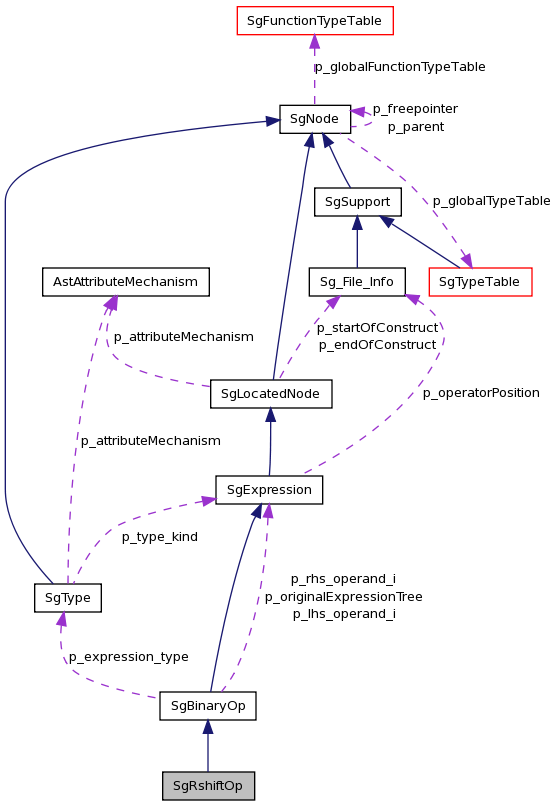 SgFunctionTypeTable
p_globalFunctionTypeTable
SgNode
p_freepointer
p_parent
SgSupport
p_globalTypeTable
AstAttributeMechanism
Sg_File_Info
SgTypeTable
p_attributeMechanism
p_startOfConstruct
p_endOfConstruct
SgLocatedNode
p_operatorPosition
p_attributeMechanism
SgExpression
p_type_kind
p_rhs_operand_i
p_originalExpressionTree
p_lhs_operand_i
SgType
p_expression_type
SgBinaryOp
SgRshiftOp